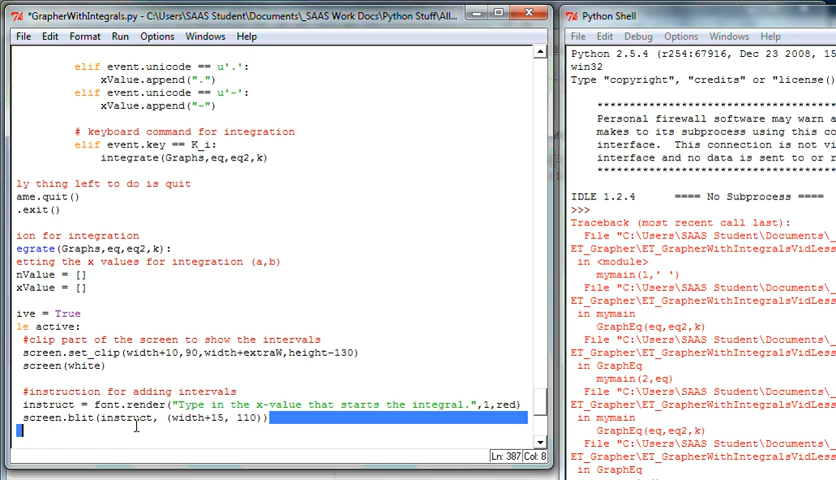 *GrapherWithIntegrals.py - C:\Users\SAAS Student\Documents\_SAAS Work Docs\Python Stuff\All...
File Edit Format Run Options Windows Help
elif event.unicode == u'.':
xValue.append(".")
elif event.unicode == u'-':
xValue.append("-")
# keyboard command for integration
elif event.key == K_i:
integrate(Graphs,eq,eq2,k)
ly thing left to do is quit
ame.quit()
.exit()
ion for integration
egrate(Graphs,eq,eq2,k):
etting the x values for integration (a,b)
nValue = []
xValue = []
ive = True
le active:
#clip part of the screen to show the intervals
screen.set_clip(width+10,90,width+extraW,height-130)
screen(white)
#instruction for adding intervals
instruct = font.render("Type in the x-value that starts the integral.",1,red)
screen.blit(instruct, (width+15, 110))
Ln: 387 Col: 8
Python Shell
File Edit Debug Options Windows Help
Python 2.5.4 (r254:67916, Dec 23 2008, 15
win32
Type "copyright", "credits" or "license()
****************************************
Personal firewall software may warn a
makes to its subprocess using this co
interface. This connection is not vi
interface and no data is sent to or r
****************************************
IDLE 1.2.4 ==== No Subprocess ====
>>>
Traceback (most recent call last):
File "C:\Users\SAAS Student\Documents\_
ET_Grapher\ET_GrapherWithIntegralsVidLess
in <module>
mymain(1,' ')
File "C:\Users\SAAS Student\Documents\_
ET_Grapher\ET_GrapherWithIntegralsVidLess
in mymain
GraphEq(eq,eq2,k)
File "C:\Users\SAAS Student\Documents\_
ET_Grapher\ET_GrapherWithIntegralsVidLess
in GraphEq
mymain(2,eq)
File "C:\Users\SAAS Student\Documents\_
ET_Grapher\ET_GrapherWithIntegralsVidLess
in mymain
GraphEq(eq,eq2,k)
File "C:\Users\SAAS Student\Documents\_
ET_Grapher\ET_GrapherWithIntegralsVidLess
in GraphEq